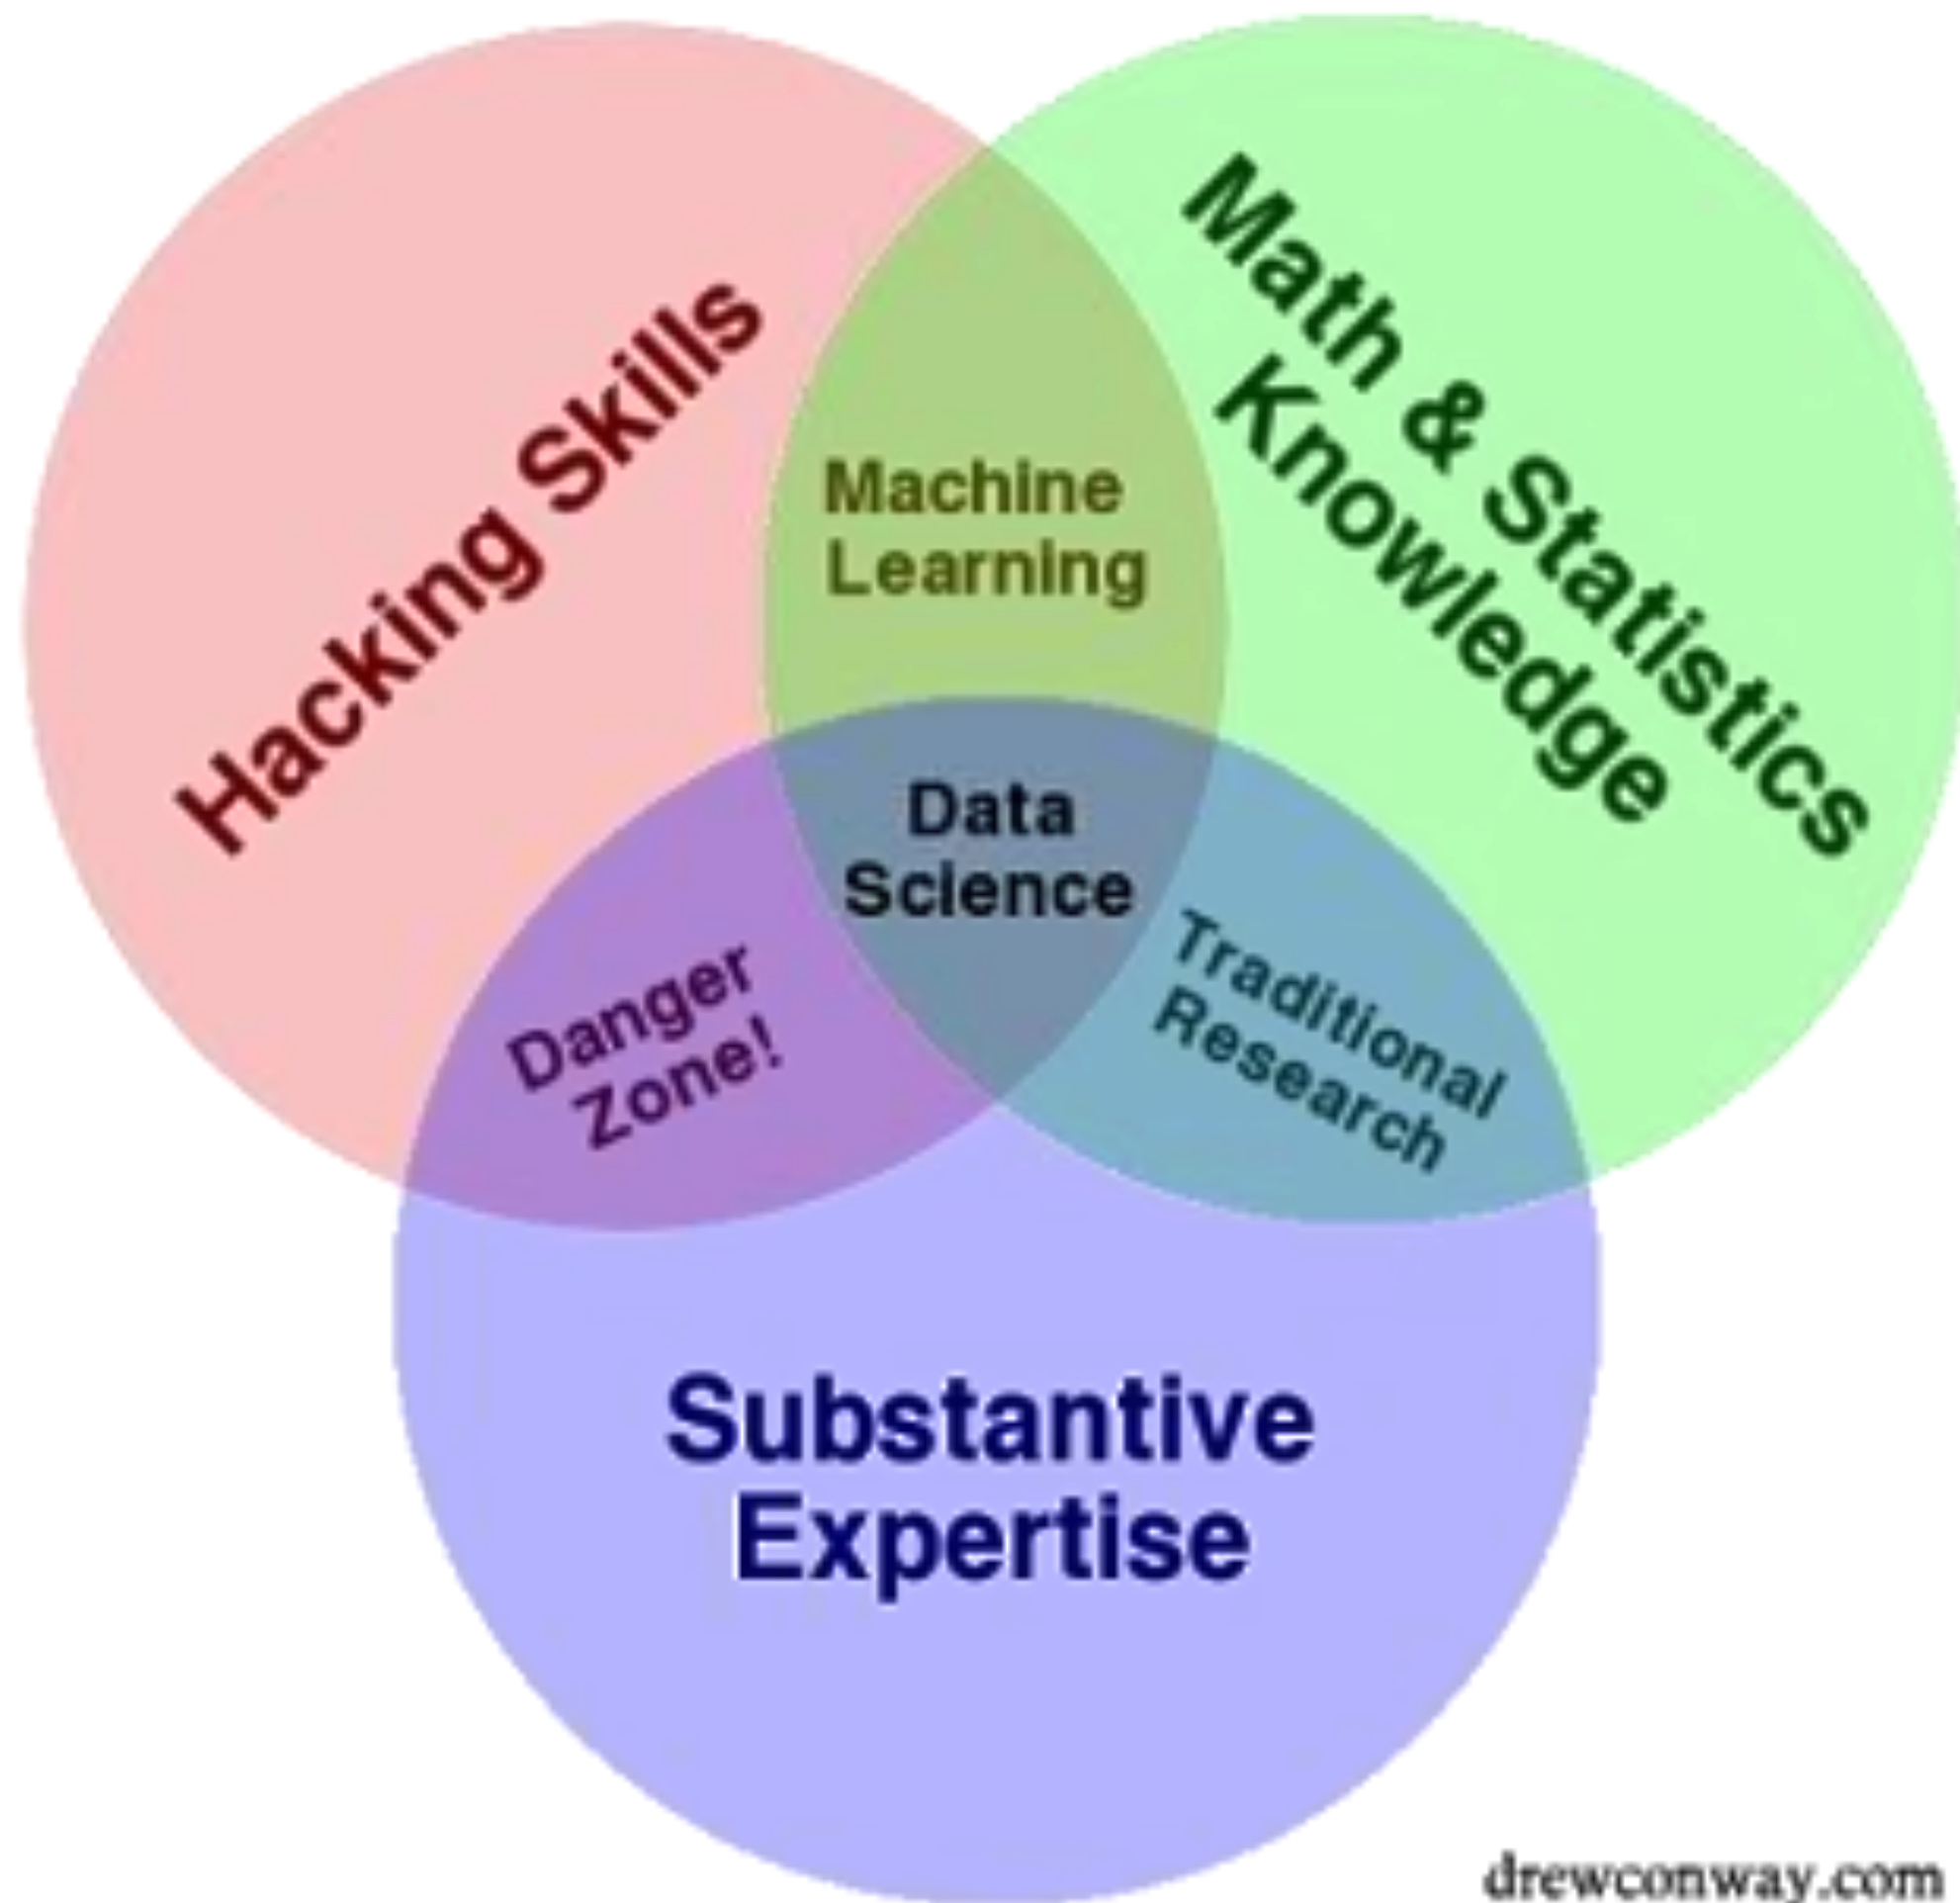 Hacking Skills
Math & Statistics
Knowledge
Machine
Learning
Data
Science
Danger
Zone!
Traditional
Research
Substantive
Expertise
drewconway.com